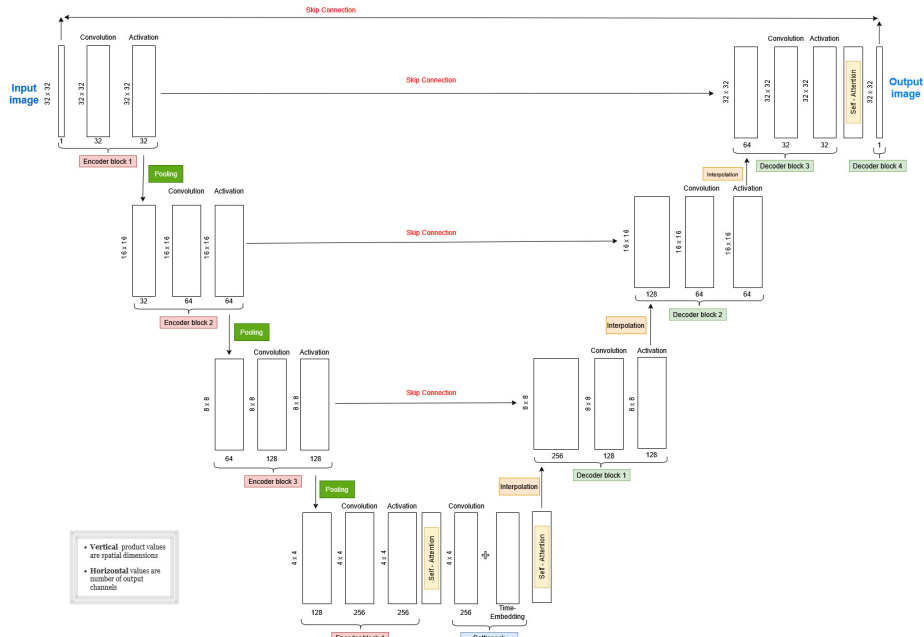 Skip Connection
Convolution
Activation
Convolution
Activation
Input
image
32 x 32
32 x 32
32 x 32
Skip Connection
32 x 32
32 x 32
32 x 32
Self - Attention
32 x 32
Output
image
1
32
32
64
32
32
1
Encoder block 1
Decoder block 3
Decoder block 4
Pooling
Interpolation
Convolution
Activation
Convolution
Activation
16 x 16
16 x 16
16 x 16
Skip Connection
16 x 16
16 x 16
16 x 16
32
64
64
128
64
64
Encoder block 2
Decoder block 2
Pooling
Interpolation
Convolution
Activation
Convolution
Activation
8 x 8
8 x 8
8 x 8
Skip Connection
8 x 8
8 x 8
8 x 8
64
128
128
256
128
128
Encoder block 3
Decoder block 1
Pooling
Interpolation
Convolution
Activation
Convolution
4 x 4
4 x 4
4 x 4
Self - Attention
4 x 4
Self - Attention
128
256
256
256
Time-
Embedding
Encoder block 4
Bottleneck
• Vertical product values
are spatial dimensions
• Horizontal values are
number of output
channels